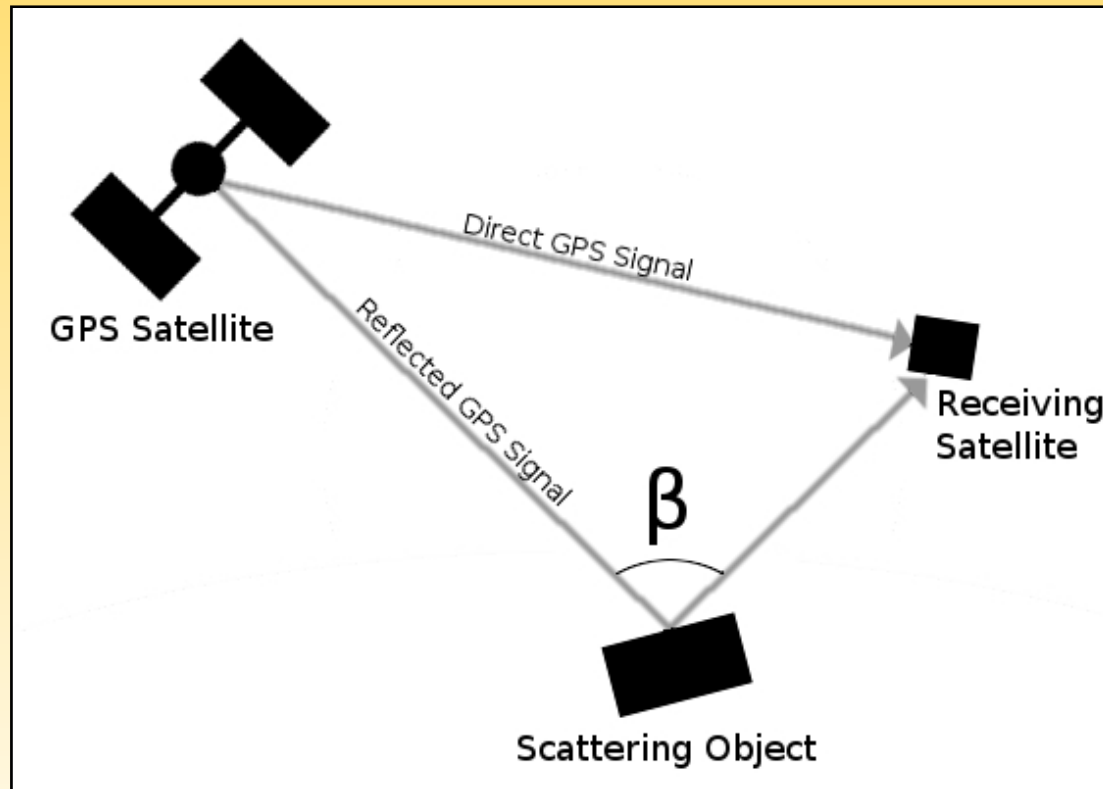 Direct GPS Signal
GPS Satellite
Reflected GPS Signal
Receiving
Satellite
β
Scattering Object